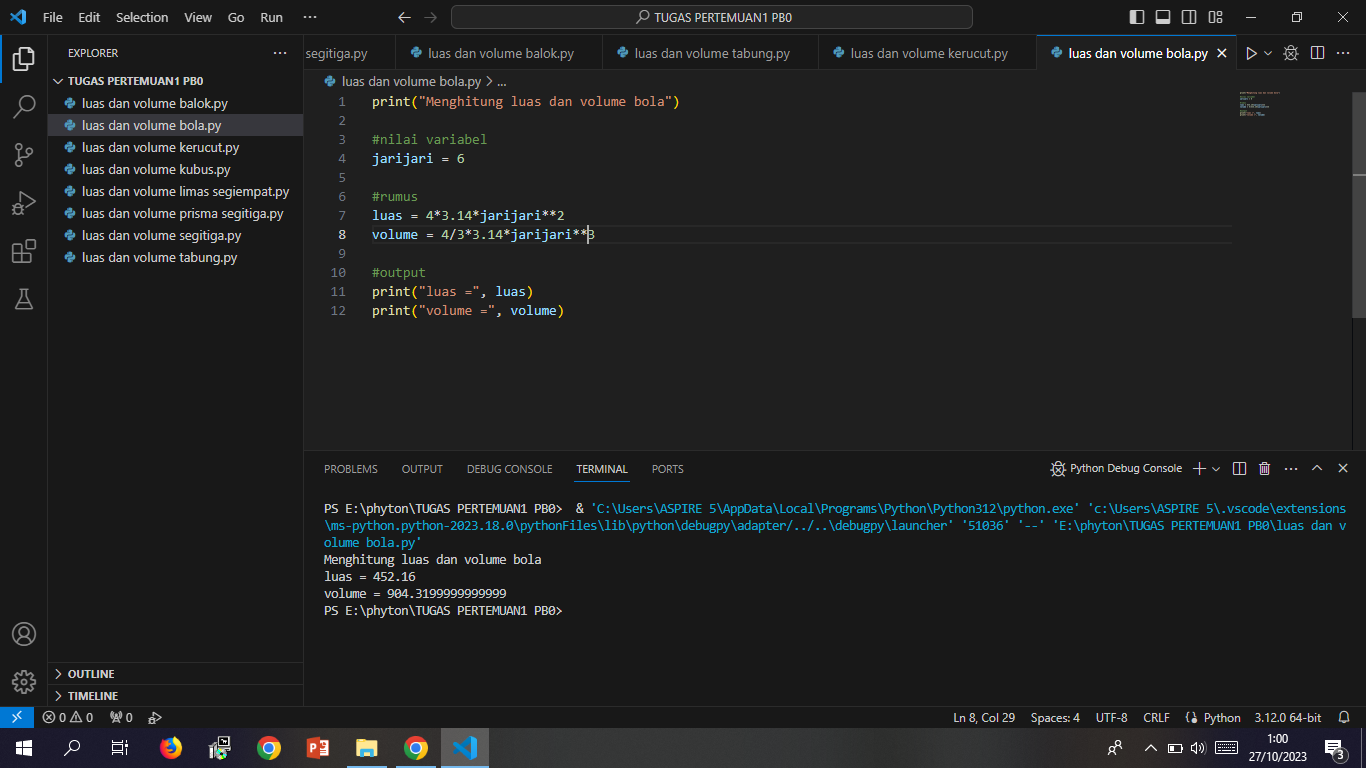 File Edit Selection View Go Run ···
TUGAS PERTEMUAN1 PB0
EXPLORER
TUGAS PERTEMUAN1 PB0
luas dan volume balok.py
luas dan volume bola.py
luas dan volume kerucut.py
luas dan volume kubus.py
luas dan volume limas segiempat.py
luas dan volume prisma segitiga.py
luas dan volume segitiga.py
luas dan volume tabung.py
OUTLINE
TIMELINE
segitiga.py luas dan volume balok.py luas dan volume tabung.py luas dan volume kerucut.py luas dan volume bola.py
luas dan volume bola.py > ...
1 print("Menghitung luas dan volume bola")
2
3 #nilai variabel
4 jarijari = 6
5
6 #rumus
7 luas = 4*3.14*jarijari**2
8 volume = 4/3*3.14*jarijari**3
9
10 #output
11 print("luas =", luas)
12 print("volume =", volume)
PROBLEMS OUTPUT DEBUG CONSOLE TERMINAL PORTS
Python Debug Console
PS E:\phyton\TUGAS PERTEMUAN1 PB0>  & 'C:\Users\ASPIRE 5\AppData\Local\Programs\Python\Python312\python.exe' 'c:\Users\ASPIRE 5\.vscode\extensions
\ms-python.python-2023.18.0\pythonFiles\lib\python\debugpy\adapter/../..\debugpy\launcher' '51036' '--' 'E:\phyton\TUGAS PERTEMUAN1 PB0\luas dan v
olume bola.py'
Menghitung luas dan volume bola
luas = 452.16
volume = 904.3199999999999
PS E:\phyton\TUGAS PERTEMUAN1 PB0>
0 0 0 Ln 8, Col 29 Spaces: 4 UTF-8 CRLF Python 3.12.0 64-bit
1:00
27/10/2023
3